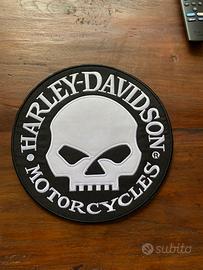 • HARLEY-DAVIDSON
MOTORCYCLES •
subito